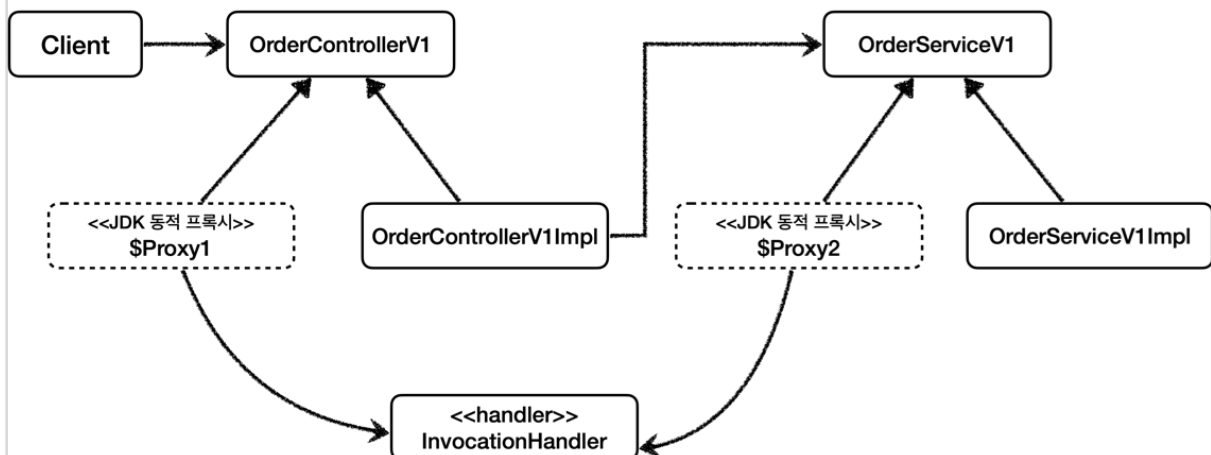 Client
OrderControllerV1
OrderServiceV1
<<JDK 동적 프록시>>
$Proxy1
OrderControllerV1Impl
<<JDK 동적 프록시>>
$Proxy2
OrderServiceV1Impl
<<handler>>
InvocationHandler